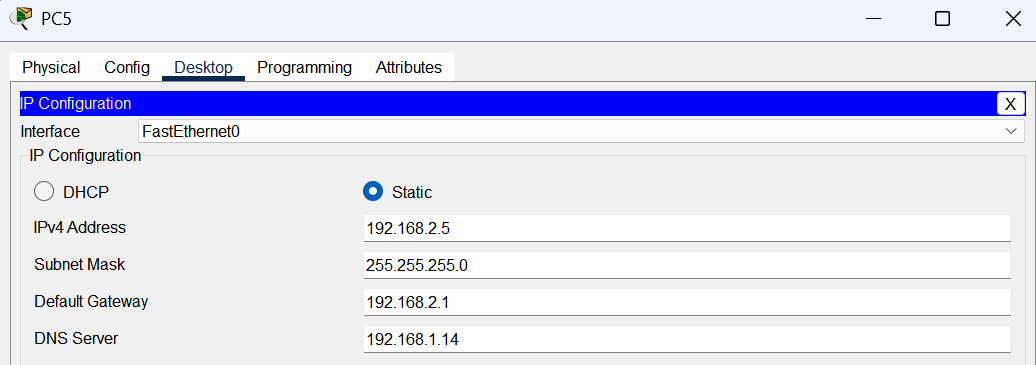 PC5
Physical Config Desktop Programming Attributes
IP Configuration X
Interface FastEthernet0
IP Configuration
DHCP Static
IPv4 Address 192.168.2.5
Subnet Mask 255.255.255.0
Default Gateway 192.168.2.1
DNS Server 192.168.1.14